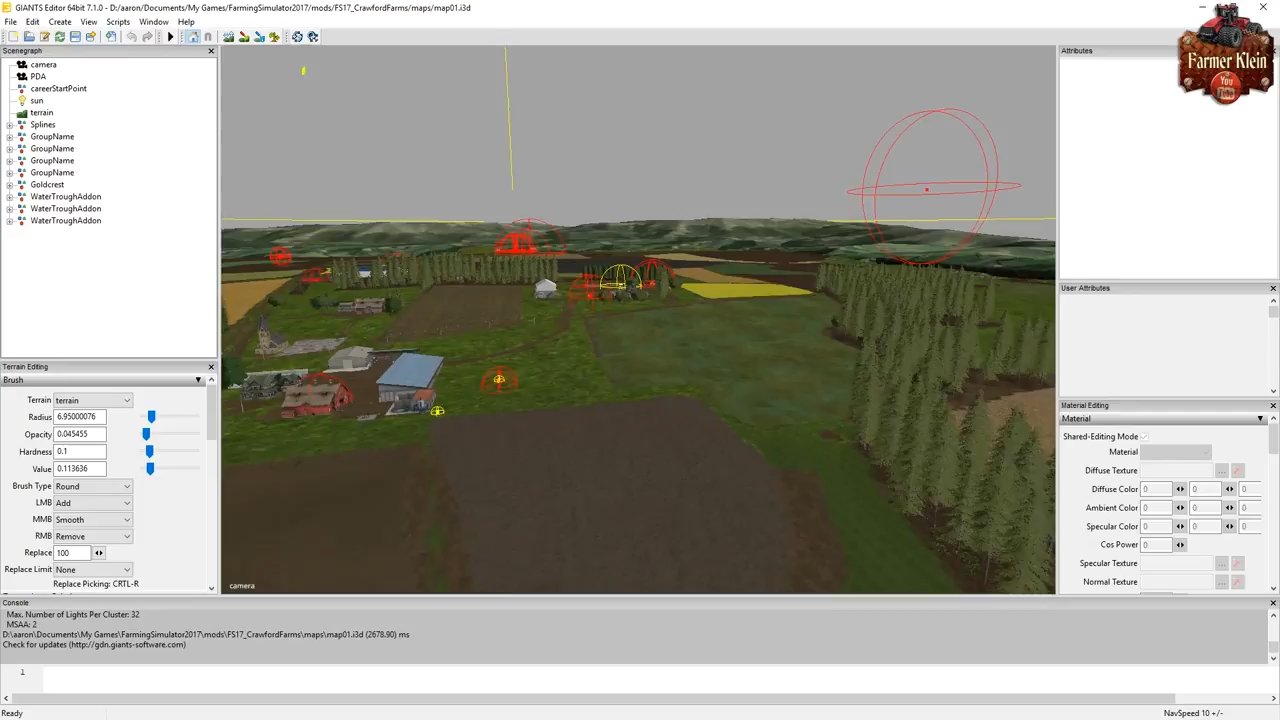 GIANTS Editor 64bit 7.1.0 - D:/aaron/Documents/My Games/FarmingSimulator2017/mods/FS17_CrawfordFarms/maps/map01.i3d
File Edit Create View Scripts Window Help
Scenegraph
camera
PDA
careerStartPoint
sun
terrain
Splines
GroupName
GroupName
GroupName
GroupName
Goldcrest
WaterTroughAddon
WaterTroughAddon
WaterTroughAddon
Terrain Editing
Brush
Terrain terrain
Radius 6.95000076
Opacity 0.045455
Hardness 0.1
Value 0.113636
Brush Type Round
LMB Add
MMB Smooth
RMB Remove
Replace 100
Replace Limit None
Replace Picking: CRTL-R
camera
Attributes
Farmer Klein
You
Tube
User Attributes
Material Editing
Material
Shared-Editing Mode
Material
Diffuse Texture ...
Diffuse Color 0 0 0
Ambient Color 0 0 0
Specular Color 0 0 0
Cos Power 0
Specular Texture ...
Normal Texture ...
Console
Max. Number of Lights Per Cluster: 32
MSAA: 2
D:/aaron/Documents/My Games/FarmingSimulator2017/mods/FS17_CrawfordFarms/maps/map01.i3d (2678.90) ms
Check for updates (http://gdn.giants-software.com)
1
Ready
NavSpeed 10 +/-